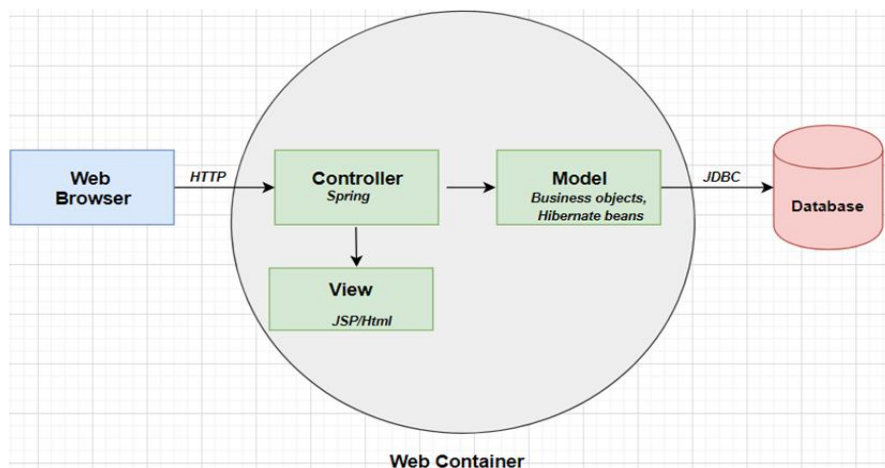 Web
Browser
HTTP
Controller
Spring
Model
Business objects,
Hibernate beans
JDBC
Database
View
JSP/Html
Web Container